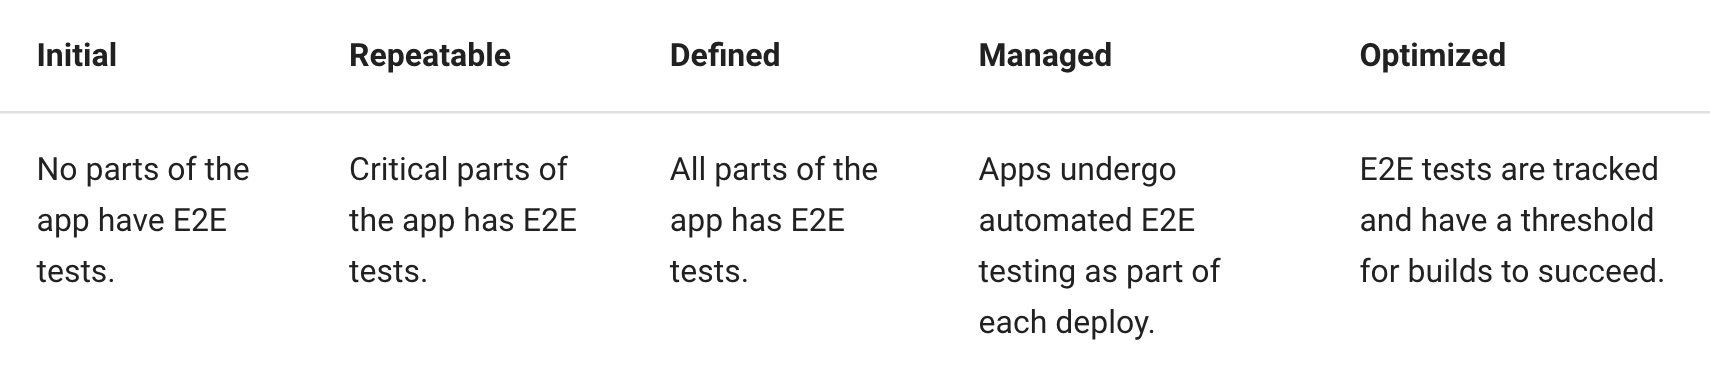 Initial
Repeatable
Defined
Managed
Optimized
No parts of the
app have E2E
tests.
Critical parts of
the app has E2E
tests.
All parts of the
app has E2E
tests.
Apps undergo
automated E2E
testing as part of
each deploy.
E2E tests are tracked
and have a threshold
for builds to succeed.